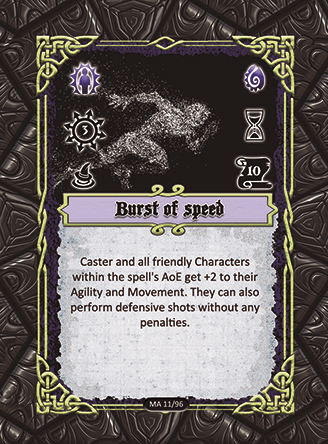 3
10
Burst of speed
Caster and all friendly Characters
within the spell's AoE get +2 to their
Agility and Movement. They can also
perform defensive shots without any
penalties.
MA 11/96